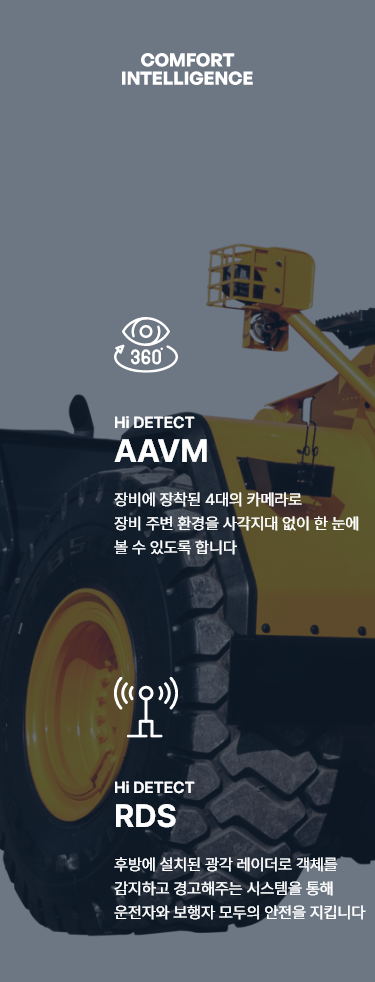 COMFORT
INTELLIGENCE
360°
Hi DETECT
AAVM
장비에 장착된 4대의 카메라로
장비 주변 환경을 사각지대 없이 한 눈에
볼 수 있도록 합니다
Hi DETECT
RDS
후방에 설치된 광각 레이더로 객체를
감지하고 경고해주는 시스템을 통해
운전자와 보행자 모두의 안전을 지킵니다